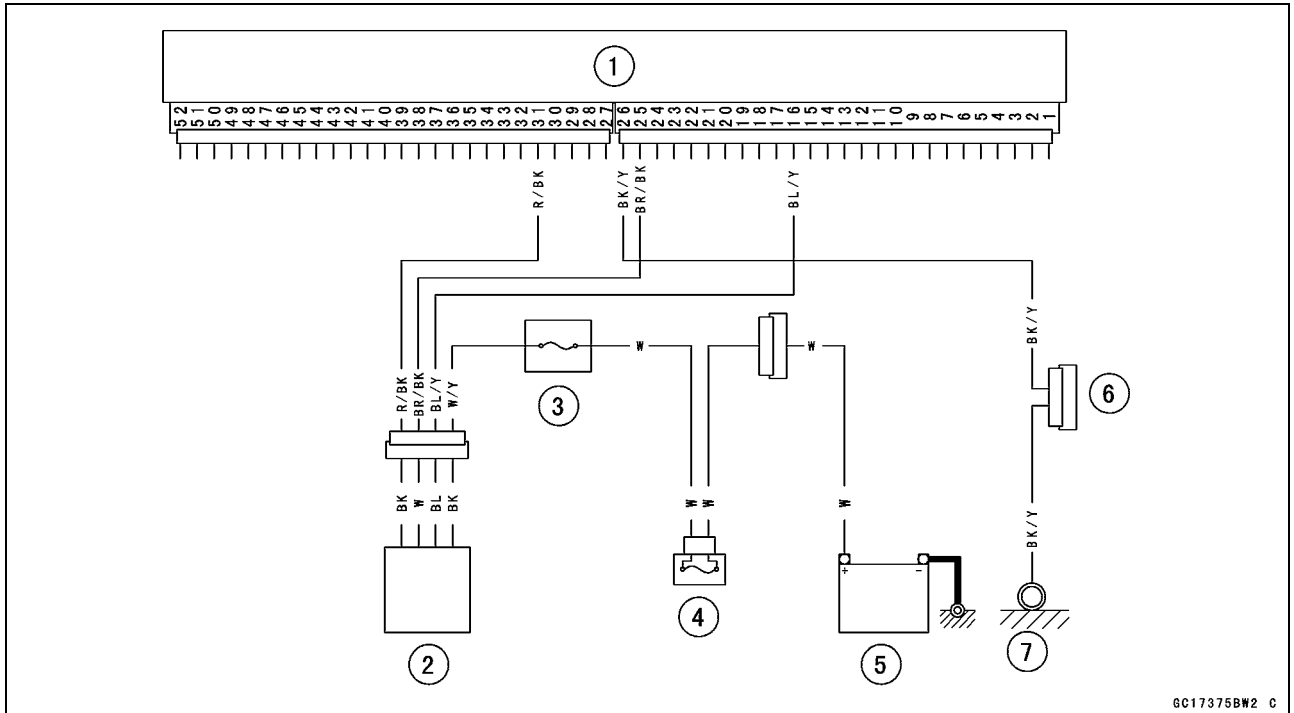 1
52 51 50 49 48 47 46 45 44 43 42 41 40 39 38 37 36 35 34 33 32 31 30 29 28 27 26 25 24 23 22 21 20 19 18 17 16 15 14 13 12 11 10 9 8 7 6 5 4 3 2 1
R/BK BK/Y BR/BK BL/Y
BK/Y
R/BK BR/BK BL/Y W/Y
W
W
3
6
BK W BL BK
W W
W
BK/Y
+ -
4
2
5
7
GC17375BW2 C